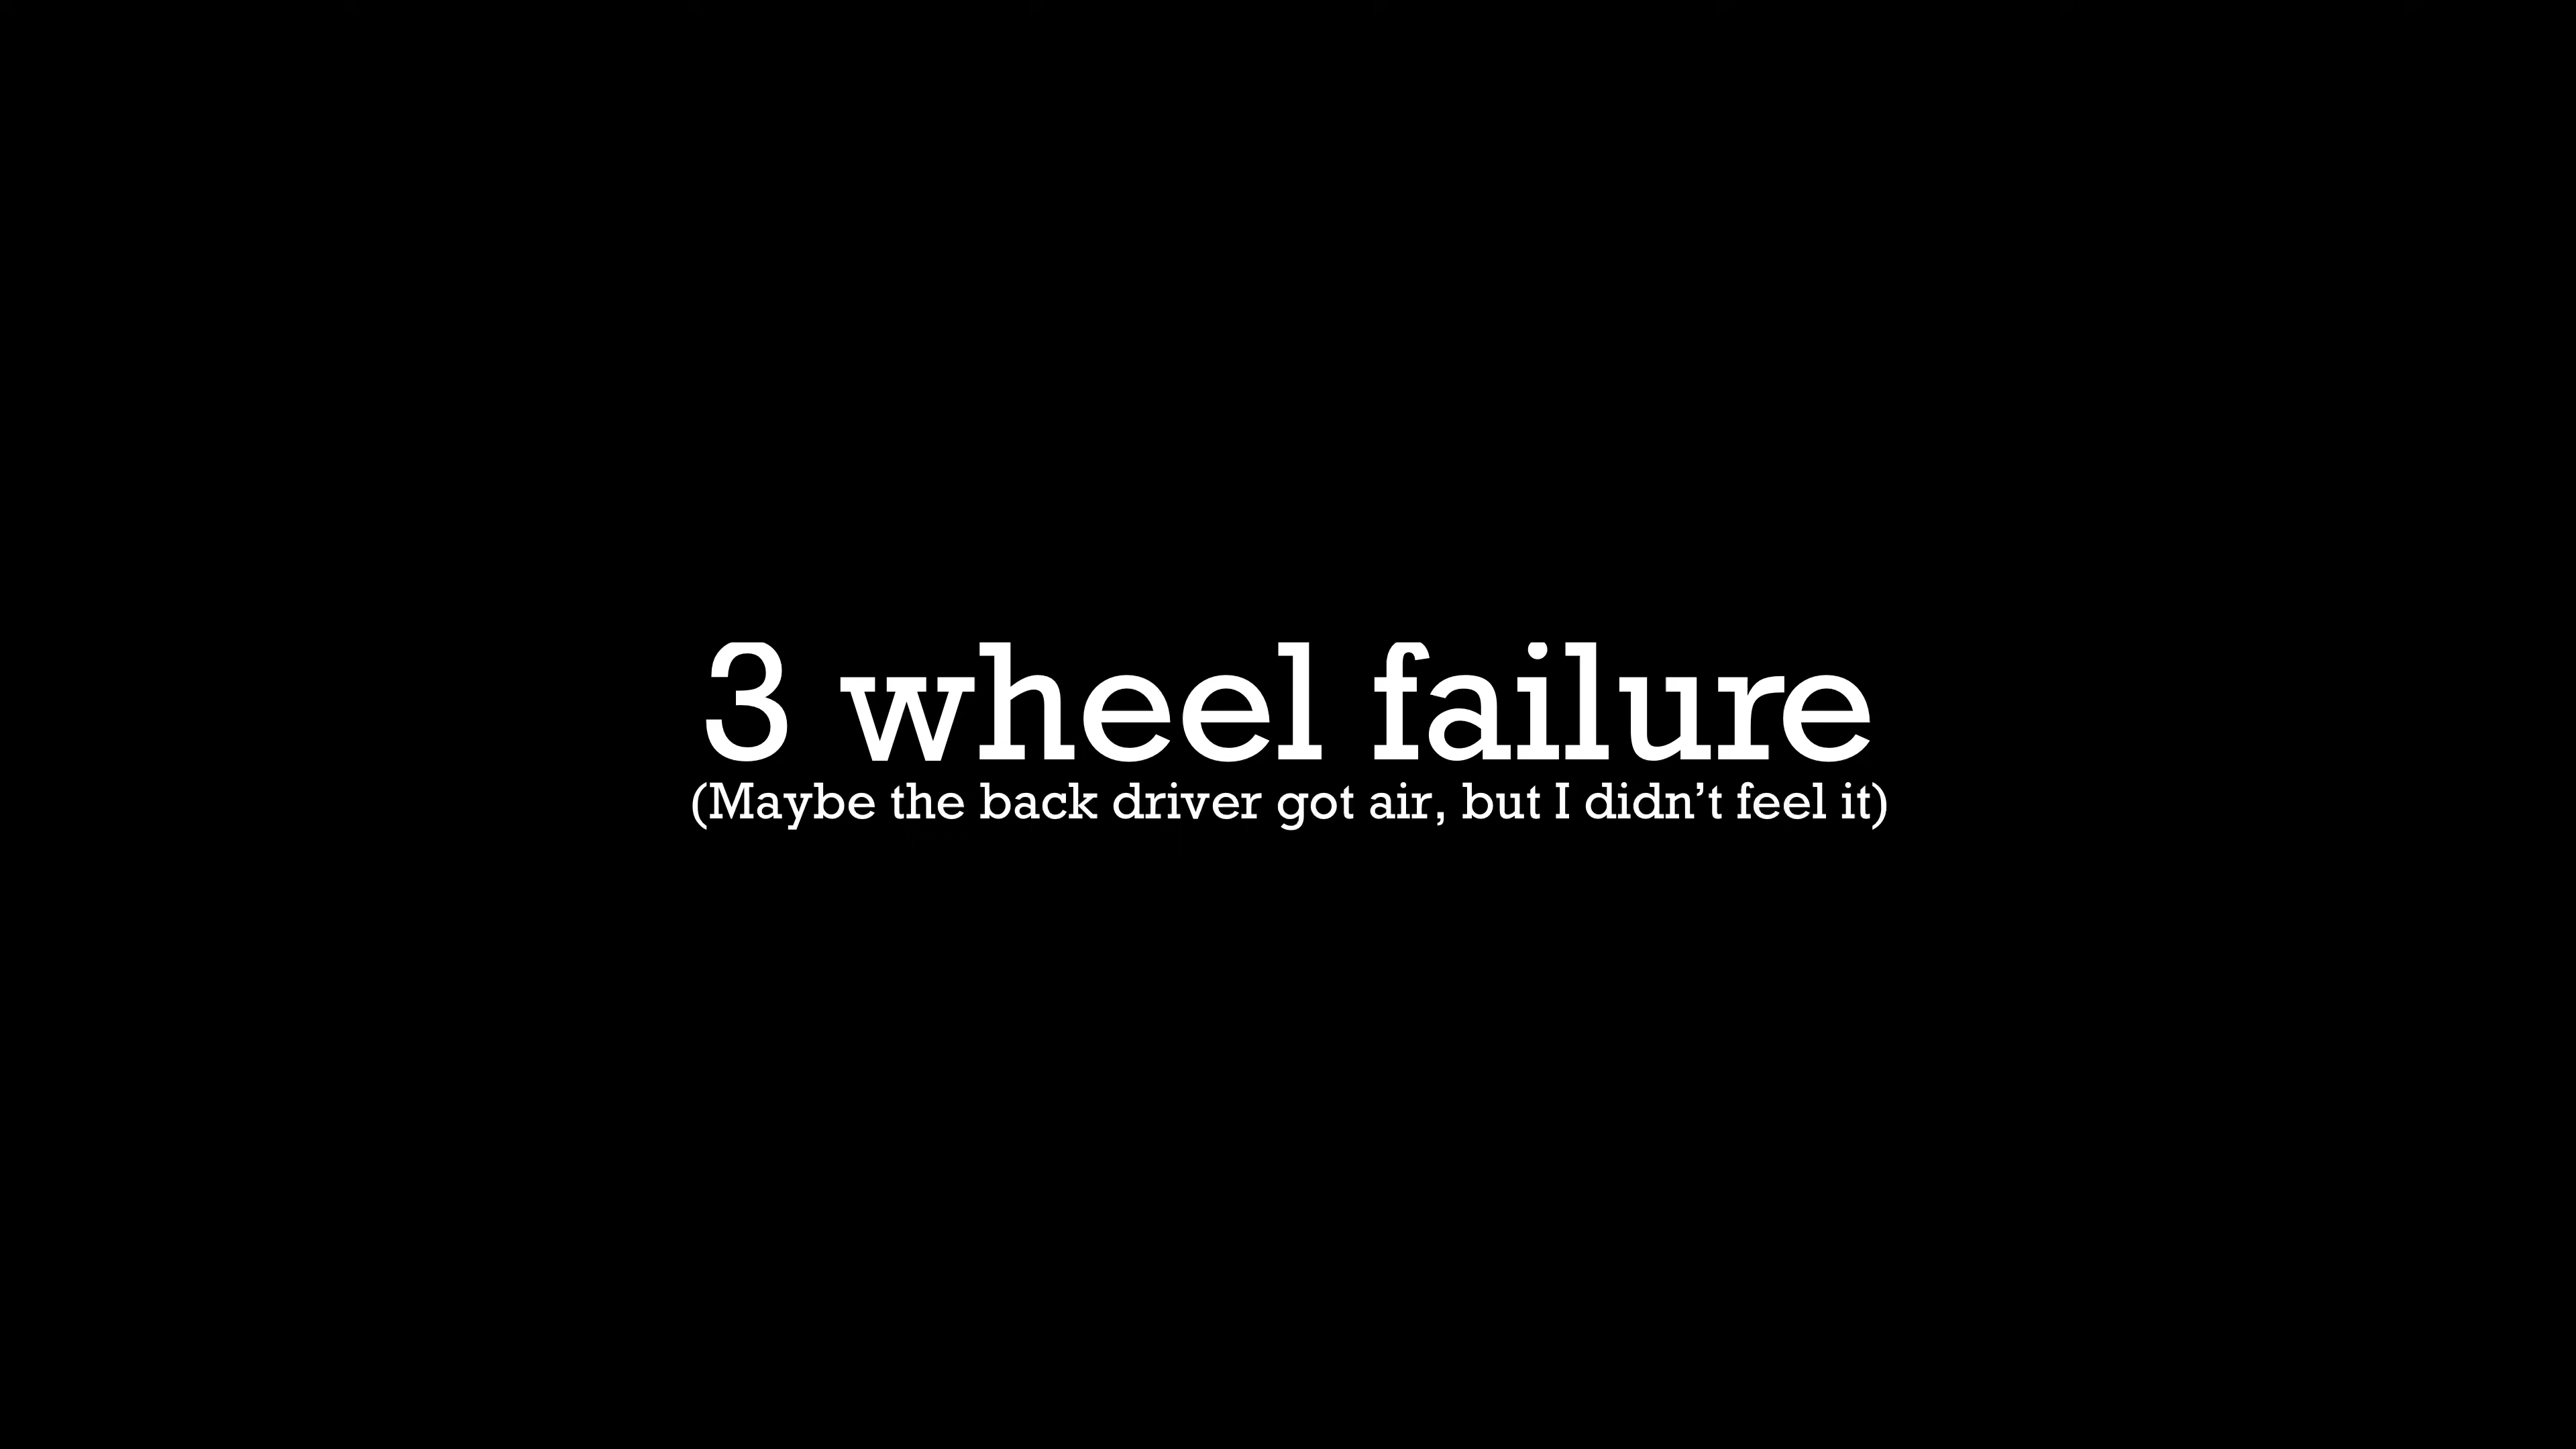 3 wheel failure
(Maybe the back driver got air, but I didn’t feel it)